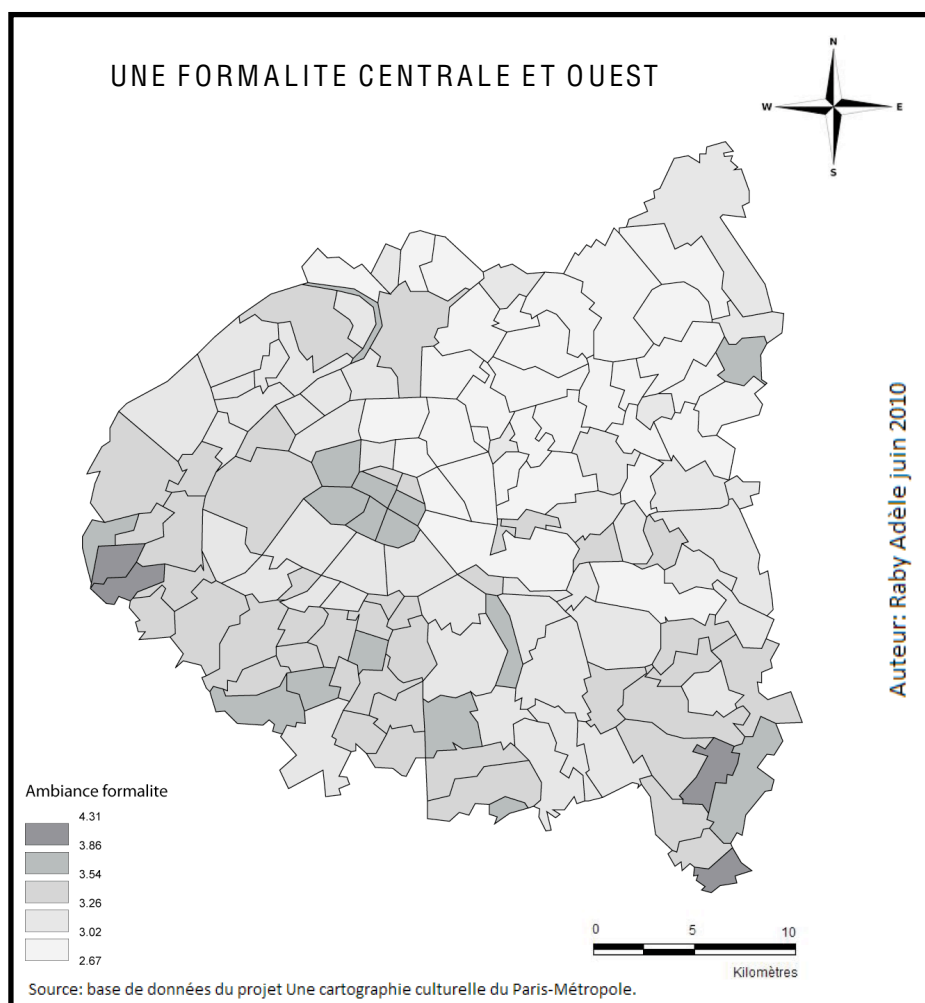 UNE FORMALITE CENTRALE ET OUEST
N
W
E
S
Auteur: Raby Adèle juin 2010
Ambiance formalite
4.31
3.86
3.54
3.26
3.02
2.67
0 5 10
Kilomètres
Source: base de données du projet Une cartographie culturelle du Paris-Métropole.